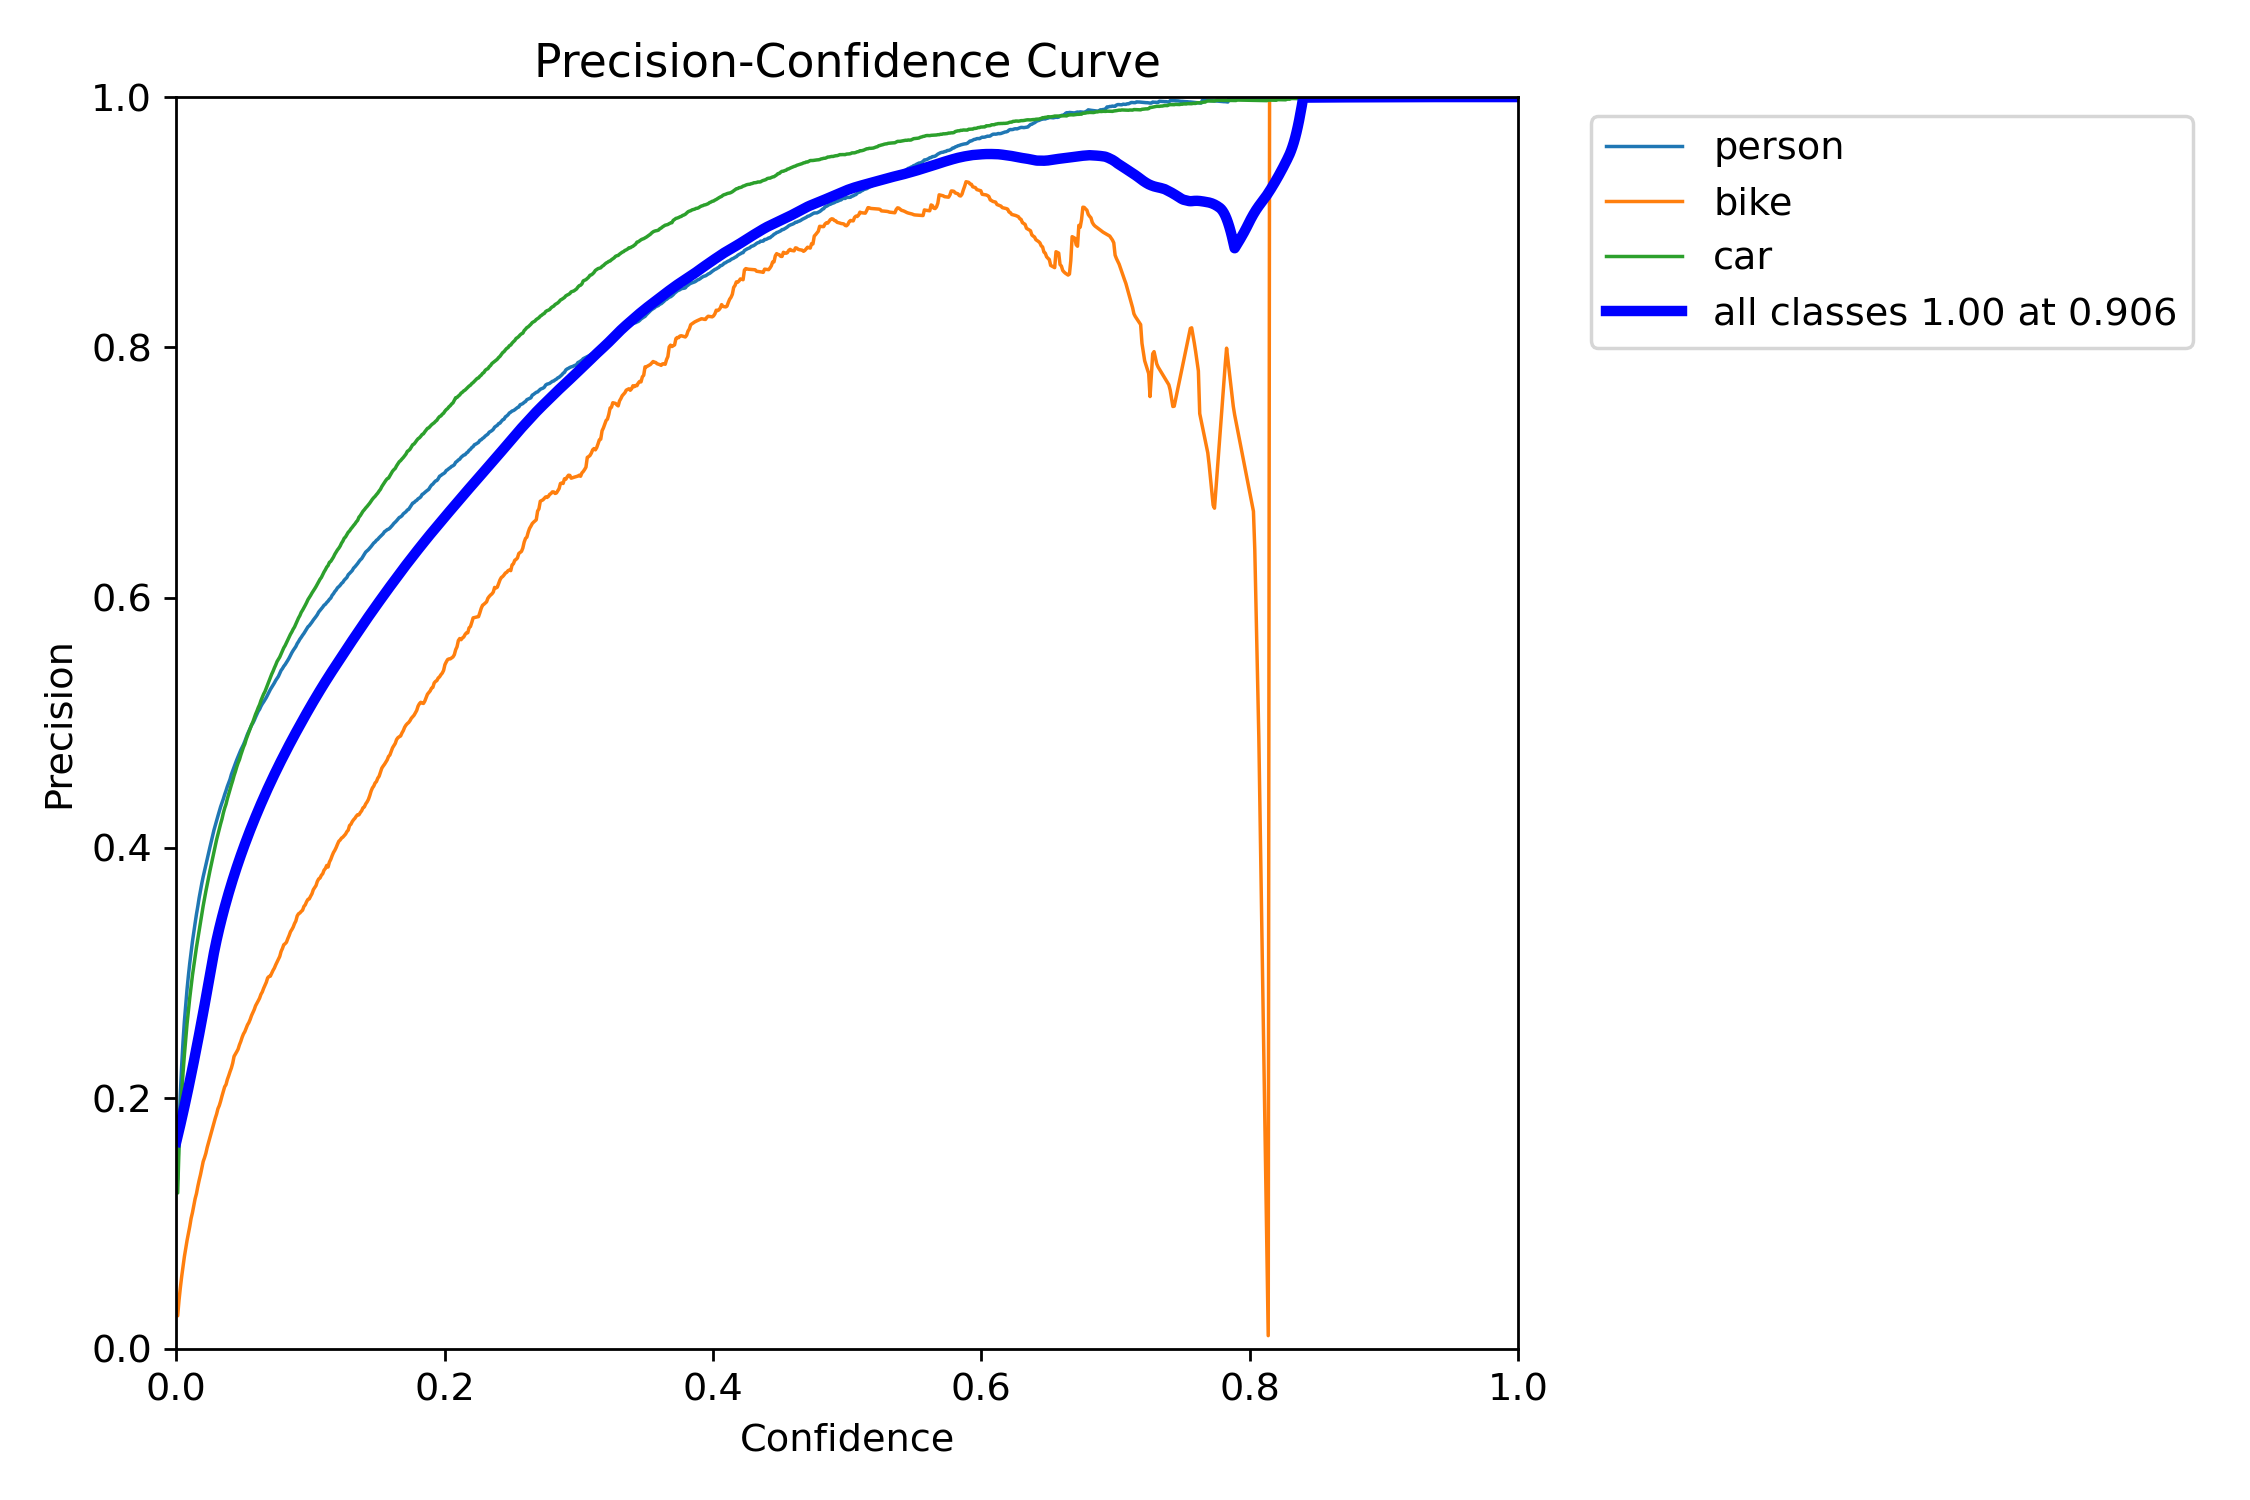 Precision-Confidence Curve
1.0
0.8
0.6
0.4
0.2
0.0
Precision
0.0 0.2 0.4 0.6 0.8 1.0
Confidence
person
bike
car
all classes 1.00 at 0.906